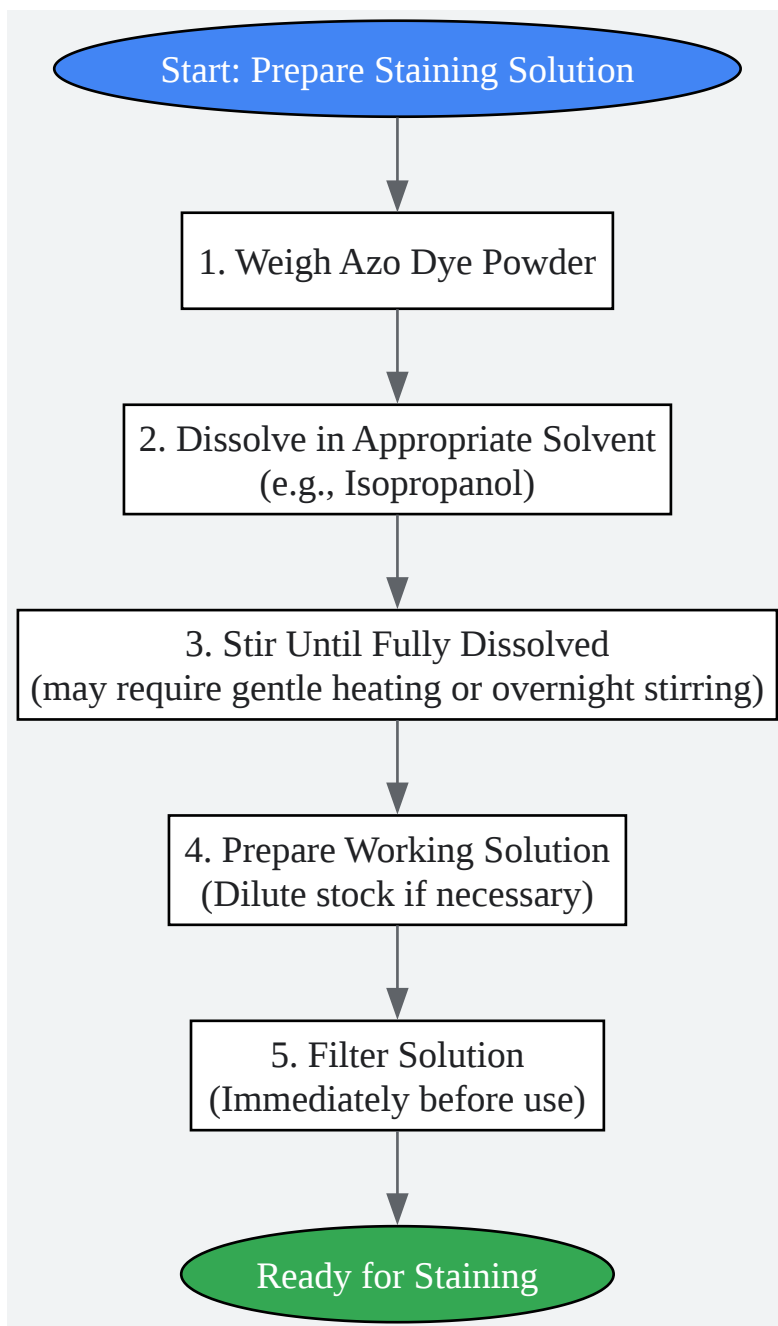 Start: Prepare Staining Solution
1. Weigh Azo Dye Powder
2. Dissolve in Appropriate Solvent
(e.g., Isopropanol)
3. Stir Until Fully Dissolved
(may require gentle heating or overnight stirring)
4. Prepare Working Solution
(Dilute stock if necessary)
5. Filter Solution
(Immediately before use)
Ready for Staining